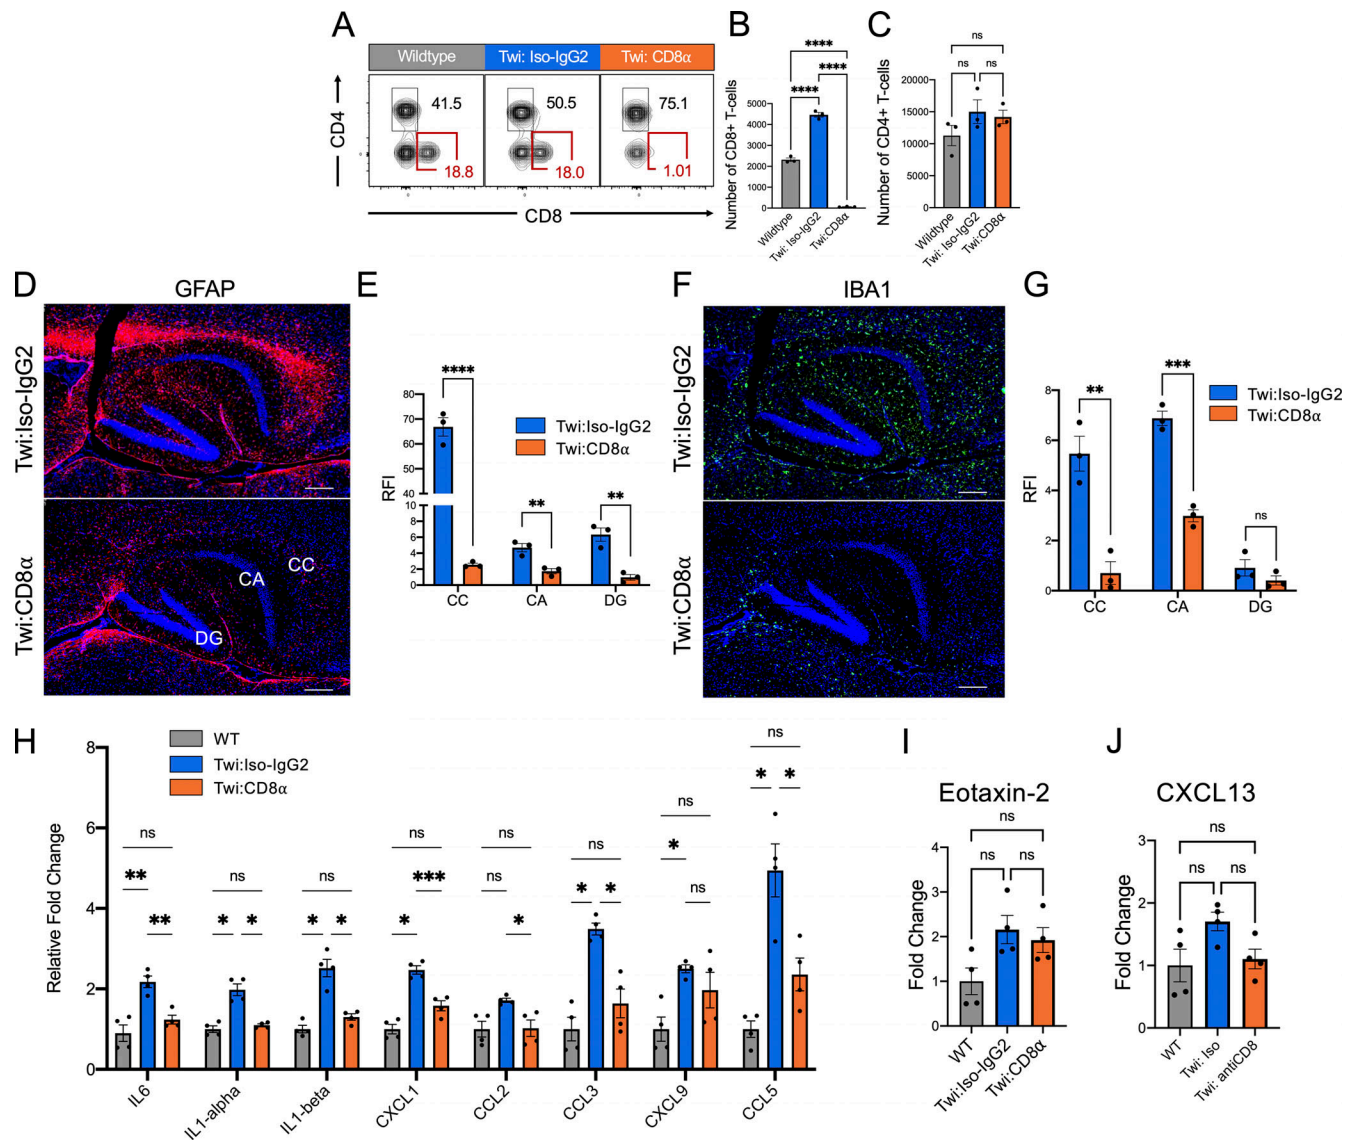 A
Wildtype
Twi: Iso-IgG2
Twi: CD8α
CD4
41.5
18.8
50.5
18.0
75.1
1.01
CD8
B
****
****
****
Number of CD8+ T-cells
5000
4000
3000
2000
1000
0
Wildtype
Twi: Iso-IgG2
Twi:CD8α
C
ns
ns
ns
Number of CD4+ T-cells
20000
15000
10000
5000
0
Wildtype
Twi: Iso-IgG2
Twi:CD8α
D
GFAP
Twi:Iso-IgG2
Twi:CD8α
CA
CC
DG
E
****
**
**
Twi:Iso-IgG2
Twi:CD8α
RFI
80
70
60
50
40
8
6
4
2
0
CC
CA
DG
F
IBA1
Twi:Iso-IgG2
Twi:CD8α
G
**
***
ns
Twi:Iso-IgG2
Twi:CD8α
RFI
8
6
4
2
0
CC
CA
DG
H
WT
Twi:Iso-IgG2
Twi:CD8α
Relative Fold Change
8
6
4
2
0
ns
**
**
ns
*
*
ns
*
*
ns
***
*
ns
ns
*
ns
*
*
ns
*
ns
ns
*
*
IL6
IL1-alpha
IL1-beta
CXCL1
CCL2
CCL3
CXCL9
CCL5
I
Eotaxin-2
ns
ns
ns
Fold Change
4
3
2
1
0
WT
Twi:Iso-IgG2
Twi:CD8α
J
CXCL13
ns
ns
ns
Fold Change
3
2
1
0
WT
Twi: Iso
Twi: antiCD8